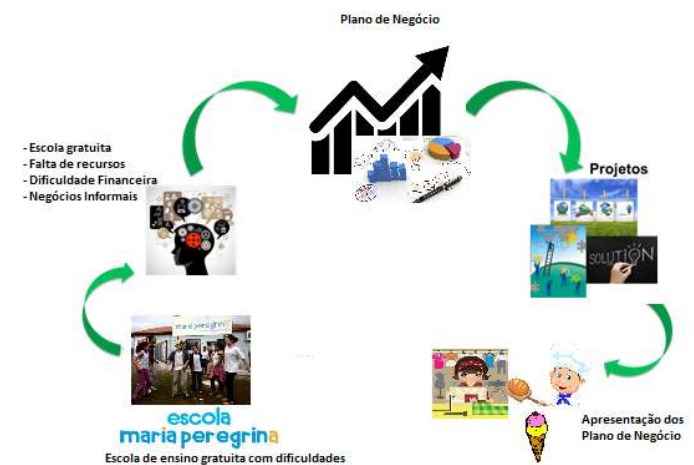 Plano de Negócio
- Escola gratuita
- Falta de recursos
- Dificuldade Financeira
- Negócios Informais
Projetos
SOLUTION
maria peregrina
escola
maria peregrina
Escola de ensino gratuita com dificuldades
Apresentação dos
Plano de Negócio